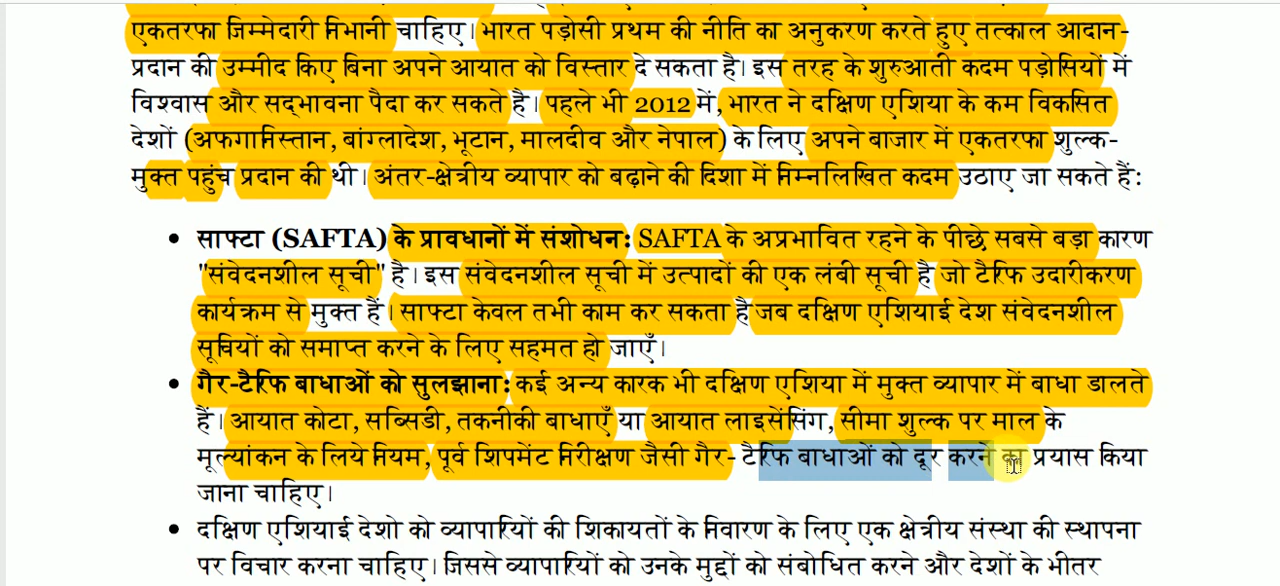 एकतरफा जिम्मेदारी निभानी चाहिए। भारत पड़ोसी प्रथम की नीति का अनुकरण करते हुए तत्काल आदान-
प्रदान की उम्मीद किए बिना अपने आयात को विस्तार दे सकता है। इस तरह के शुरुआती कदम पड़ोसियों में
विश्वास और सद्भावना पैदा कर सकते है। पहले भी 2012 में, भारत ने दक्षिण एशिया के कम विकसित
देशों (अफगानिस्तान, बांग्लादेश, भूटान, मालदीव और नेपाल) के लिए अपने बाजार में एकतरफा शुल्क-
मुक्त पहुंच प्रदान की थी। अंतर-क्षेत्रीय व्यापार को बढ़ाने की दिशा में निम्नलिखित कदम उठाए जा सकते हैं:
• साफ्टा (SAFTA) के प्रावधानों में संशोधन: SAFTA के अप्रभावित रहने के पीछे सबसे बड़ा कारण
"संवेदनशील सूची" है। इस संवेदनशील सूची में उत्पादों की एक लंबी सूची है जो टैरिफ उदारीकरण
कार्यक्रम से मुक्त हैं। साफ्टा केवल तभी काम कर सकता है जब दक्षिण एशियाई देश संवेदनशील
सूचियों को समाप्त करने के लिए सहमत हो जाएँ।
• गैर-टैरिफ बाधाओं को सुलझाना: कई अन्य कारक भी दक्षिण एशिया में मुक्त व्यापार में बाधा डालते
हैं। आयात कोटा, सब्सिडी, तकनीकी बाधाएँ या आयात लाइसेंसिंग, सीमा शुल्क पर माल के
मूल्यांकन के लिये नियम, पूर्व शिपमेंट निरीक्षण जैसी गैर- टैरिफ बाधाओं को दूर करने का प्रयास किया
जाना चाहिए।
• दक्षिण एशियाई देशो को व्यापारियों की शिकायतों के निवारण के लिए एक क्षेत्रीय संस्था की स्थापना
पर विचार करना चाहिए। जिससे व्यापारियों को उनके मुद्दों को संबोधित करने और देशों के भीतर